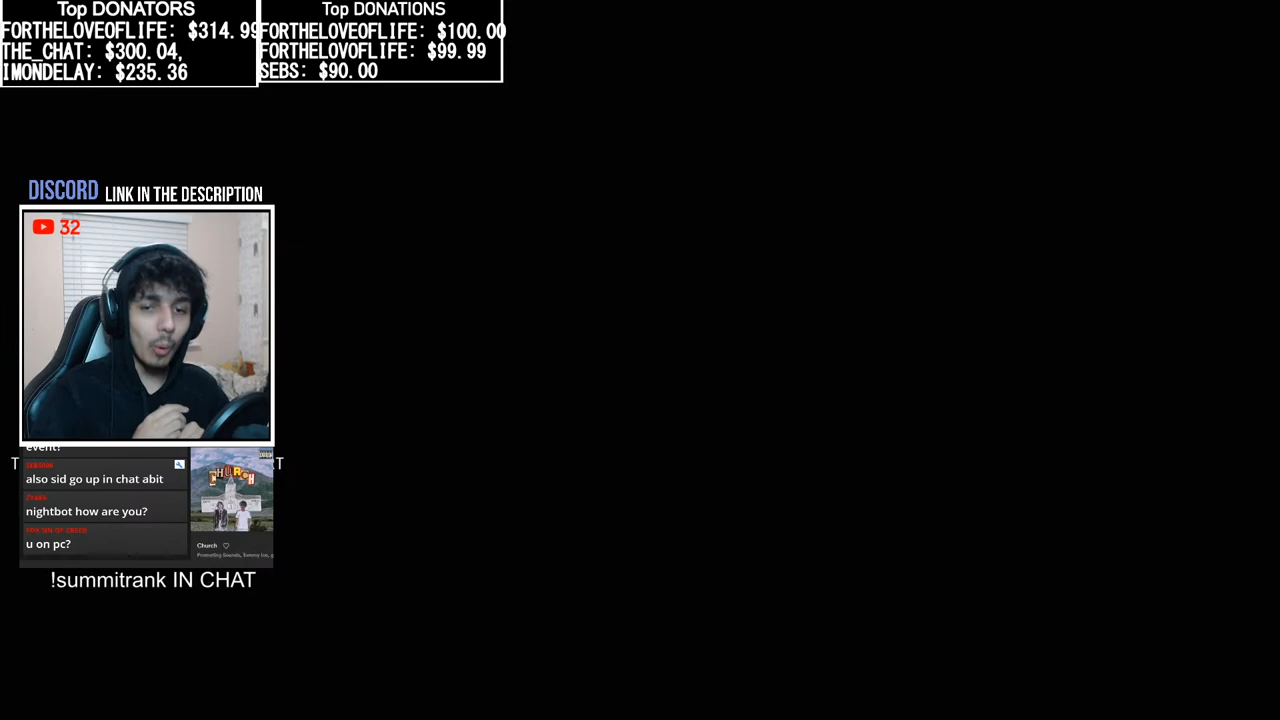 Top DONATORS
FORTHELOVEOFLIFE: $314.99
THE_CHAT: $300.04,
IMONDELAY: $235.36
Top DONATIONS
FORTHELOVEOFLIFE: $100.00
FORTHELOVOFLIFE: $99.99
SEBS: $90.00
DISCORD LINK IN THE DESCRIPTION
32
event?
also sid go up in chat abit
nightbot how are you?
u on pc?
CHURCH
Church
!summitrank IN CHAT